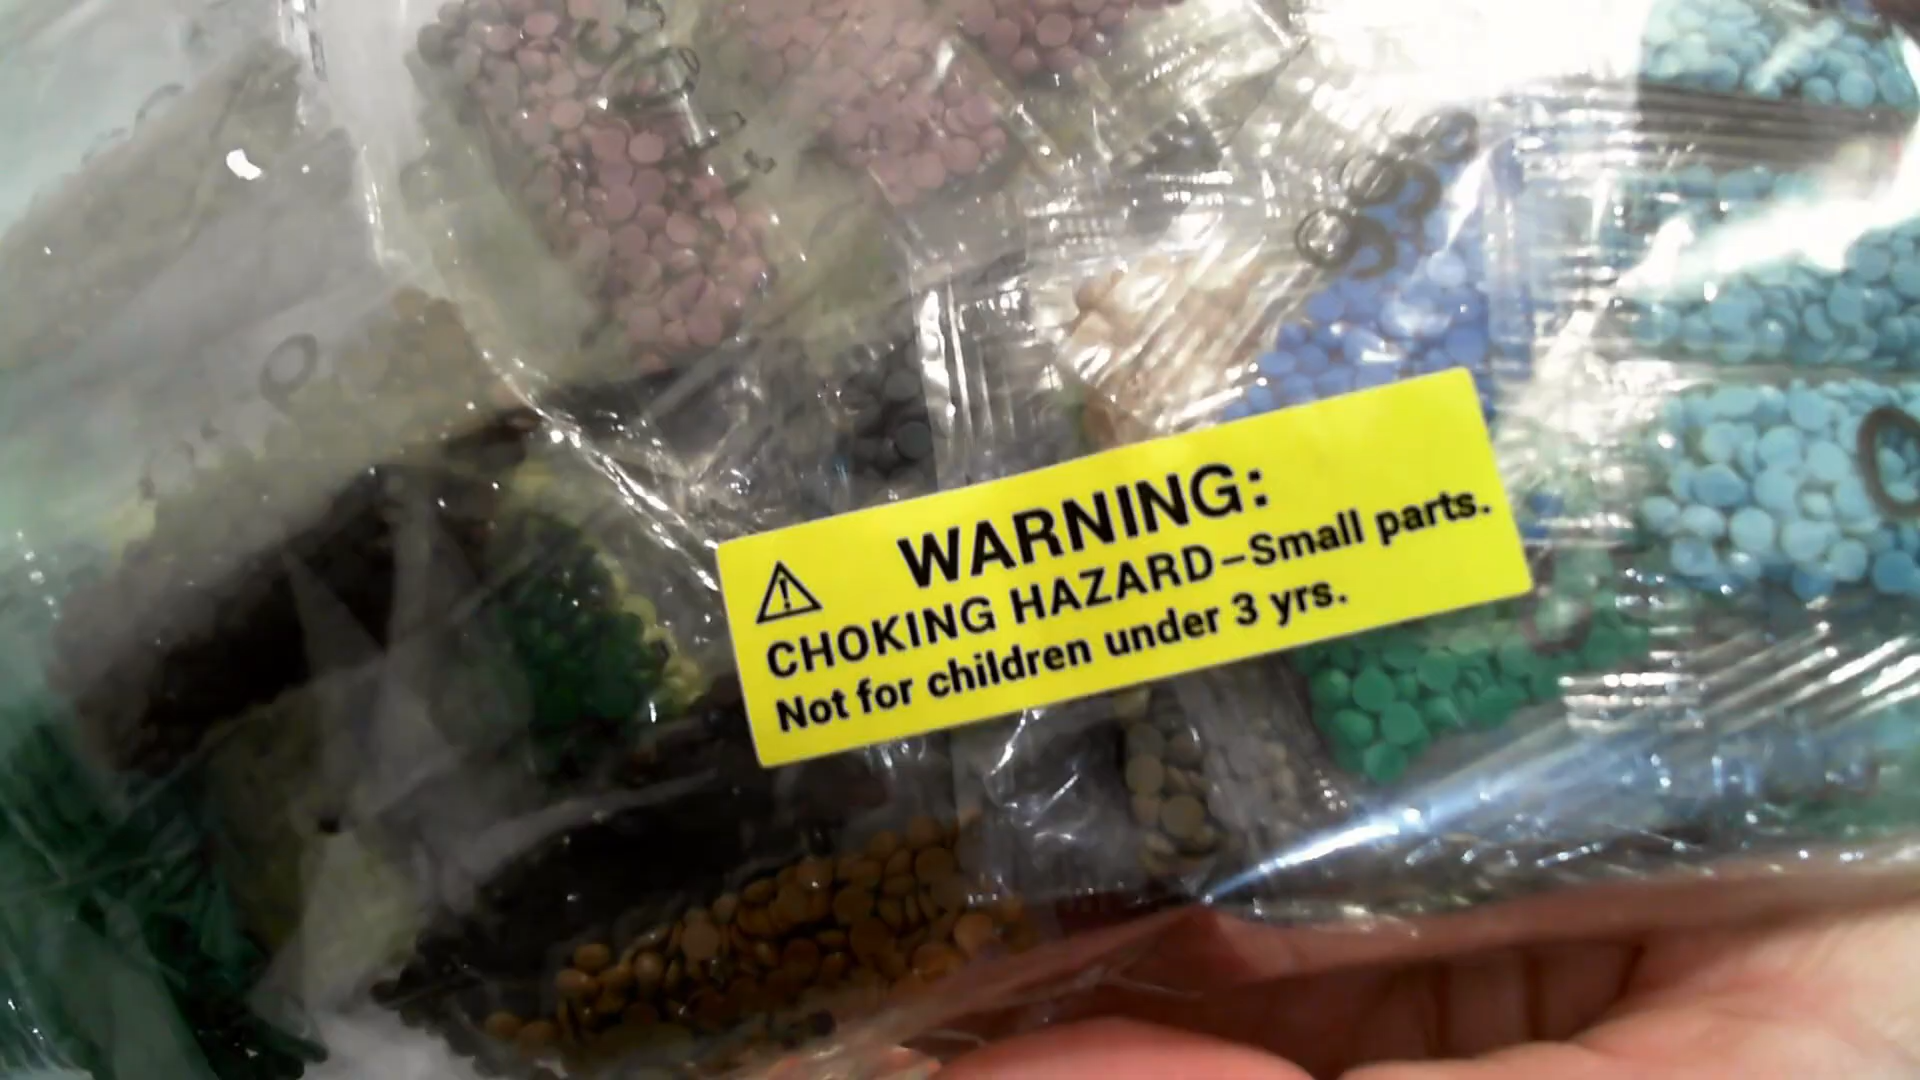 WARNING:
CHOKING HAZARD–Small parts.
Not for children under 3 yrs.